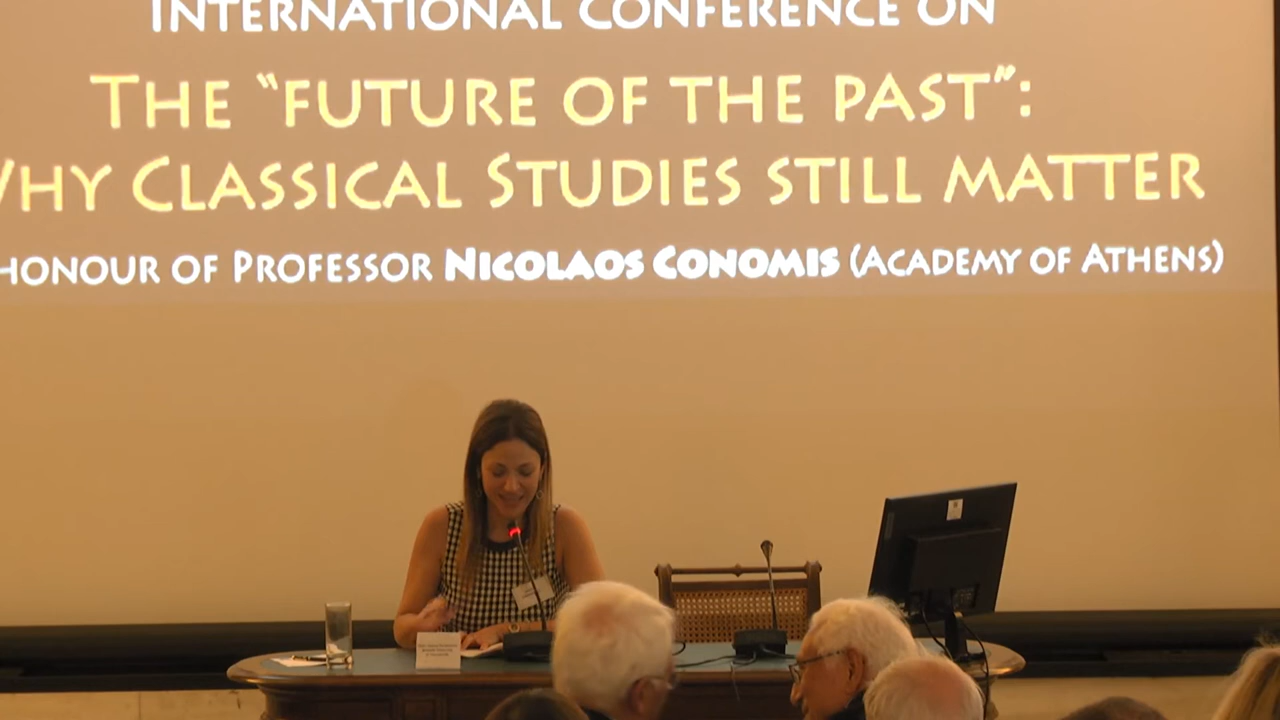 INTERNATIONAL CONFERENCE ON
THE “FUTURE OF THE PAST”:
WHY CLASSICAL STUDIES STILL MATTER
HONOUR OF PROFESSOR NICOLAOS CONOMIS (ACADEMY OF ATHENS)